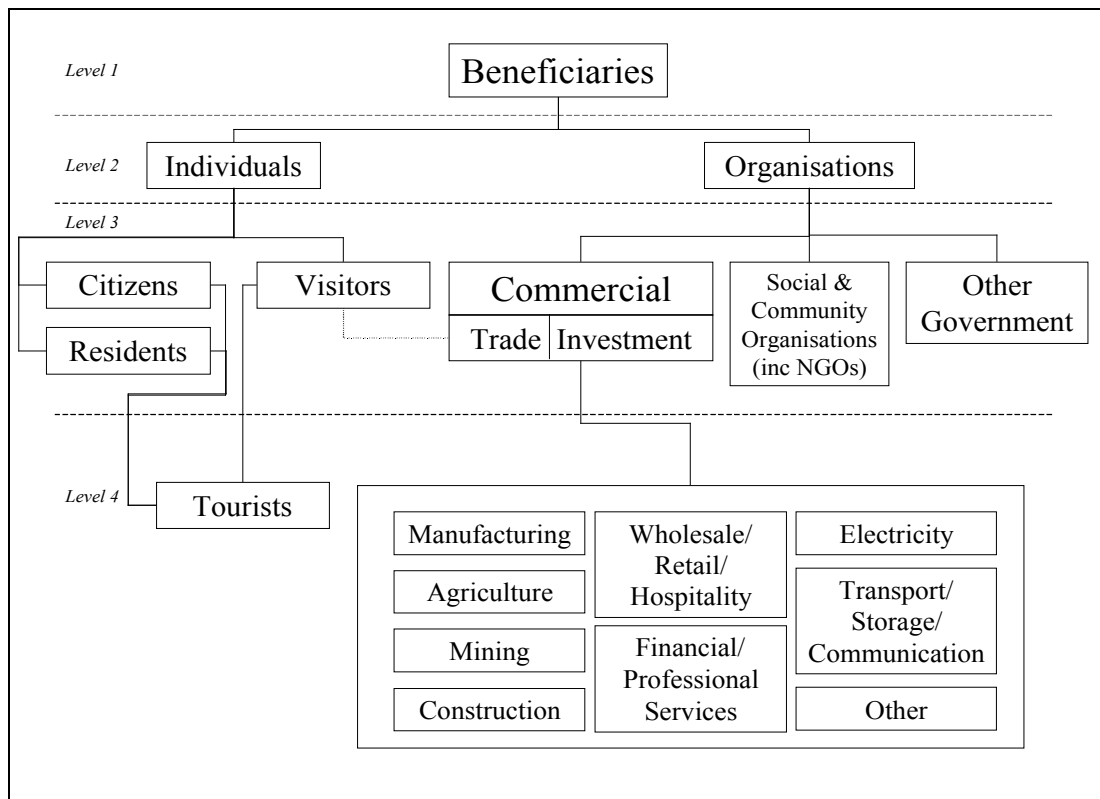 Level 1
Beneficiaries
Level 2
Individuals
Organisations
Level 3
Citizens
Residents
Visitors
Commercial
Trade
Investment
Social &
Community
Organisations
(inc NGOs)
Other
Government
Level 4
Tourists
Manufacturing
Agriculture
Mining
Construction
Wholesale/
Retail/
Hospitality
Financial/
Professional
Services
Electricity
Transport/
Storage/
Communication
Other